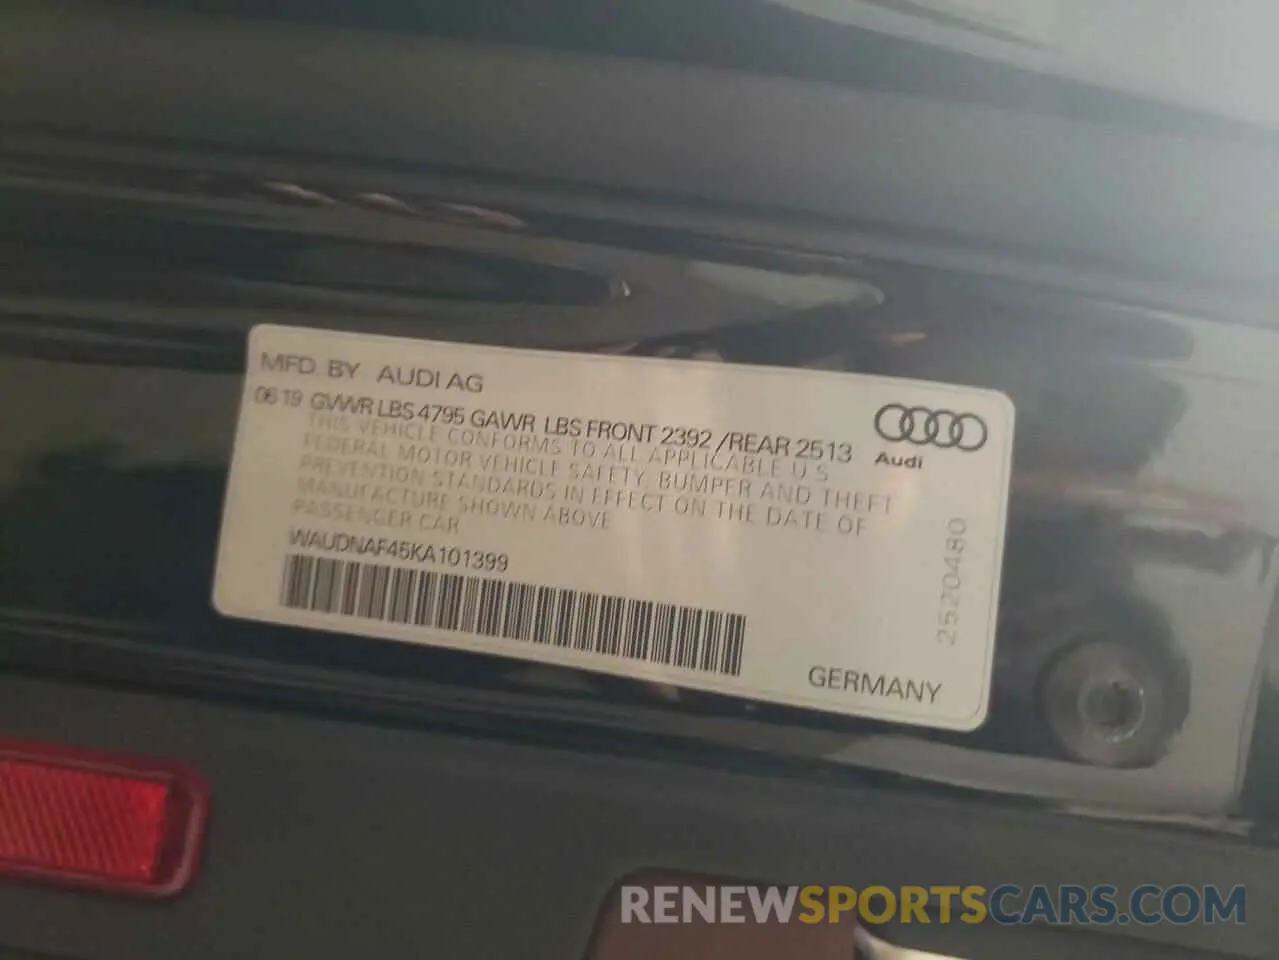 MFD. BY AUDI AG
06 19 GVWR LBS 4795 GAWR LBS FRONT 2392 /REAR 2513
THIS VEHICLE CONFORMS TO ALL APPLICABLE U S
FEDERAL MOTOR VEHICLE SAFETY, BUMPER AND THEFT
PREVENTION STANDARDS IN EFFECT ON THE DATE OF
MANUFACTURE SHOWN ABOVE
PASSENGER CAR
WAUDNAF45KA101399
Audi
2520480
GERMANY
RENEWSPORTSCARS.COM